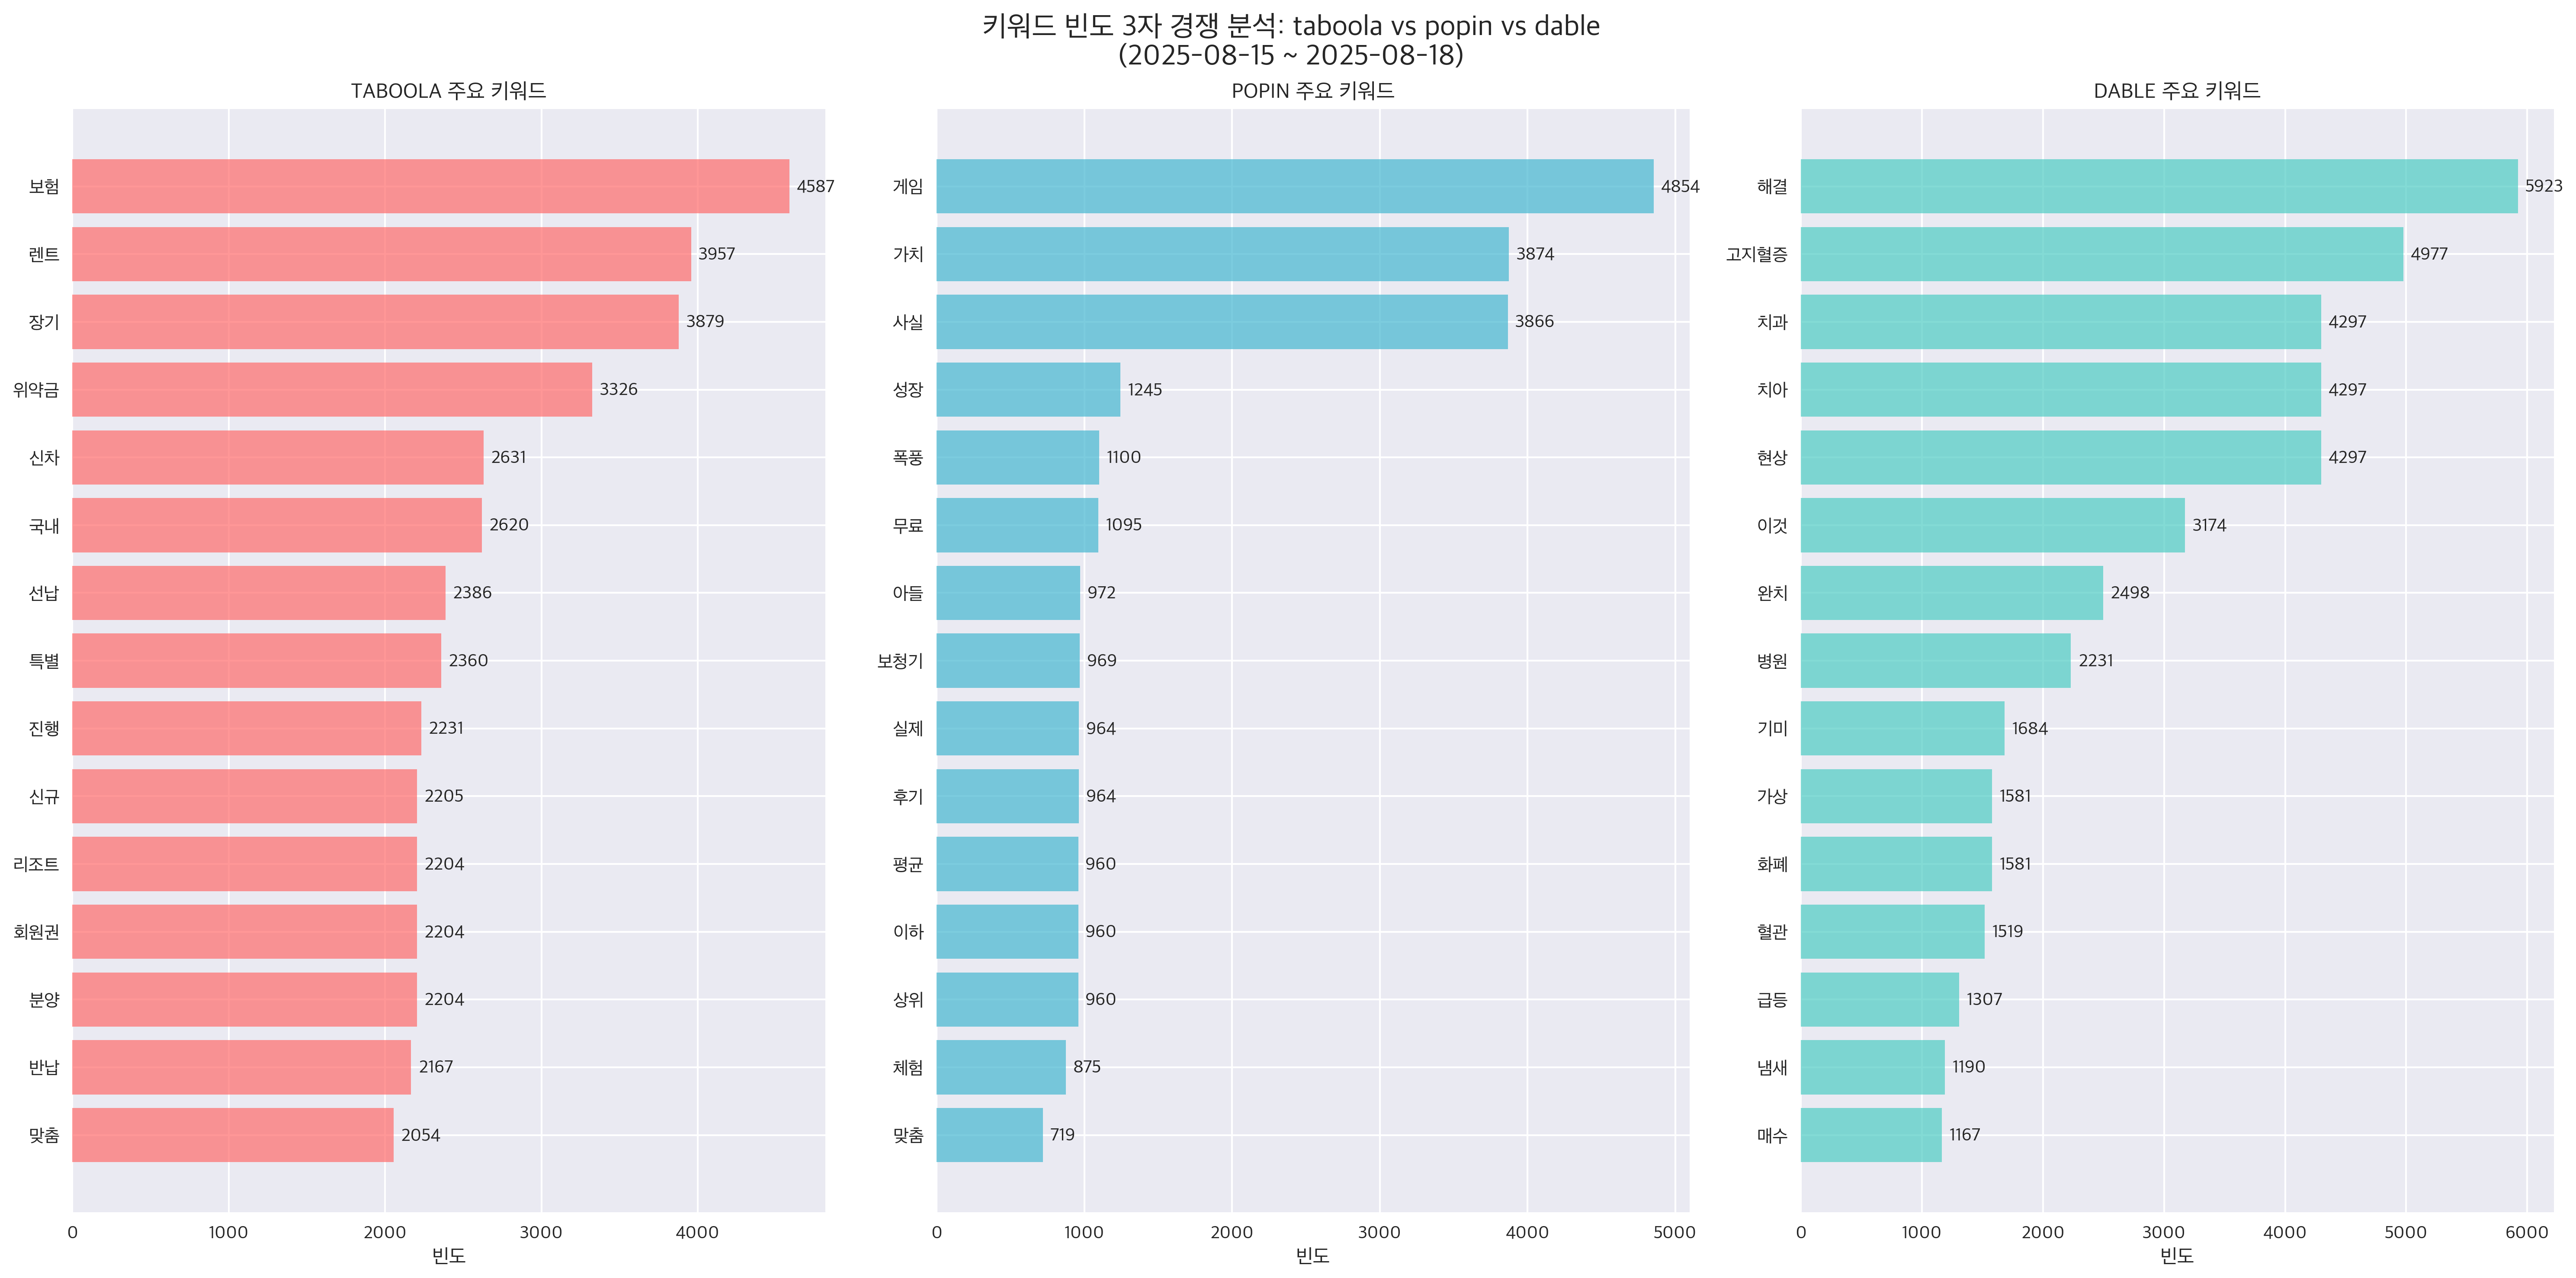 키워드 빈도 3자 경쟁 분석: taboola vs popin vs dable
(2025-08-15 ~ 2025-08-18)
TABOOLA 주요 키워드
보험 4587
렌트 3957
장기 3879
위약금 3326
신차 2631
국내 2620
선납 2386
특별 2360
진행 2231
신규 2205
리조트 2204
회원권 2204
분양 2204
반납 2167
맞춤 2054
0 1000 2000 3000 4000
빈도
POPIN 주요 키워드
게임 4854
가치 3874
사실 3866
성장 1245
폭풍 1100
무료 1095
아들 972
보청기 969
실제 964
후기 964
평균 960
이하 960
상위 960
체험 875
맞춤 719
0 1000 2000 3000 4000 5000
빈도
DABLE 주요 키워드
해결 5923
고지혈증 4977
치과 4297
치아 4297
현상 4297
이것 3174
완치 2498
병원 2231
기미 1684
가상 1581
화폐 1581
혈관 1519
급등 1307
냄새 1190
매수 1167
0 1000 2000 3000 4000 5000 6000
빈도